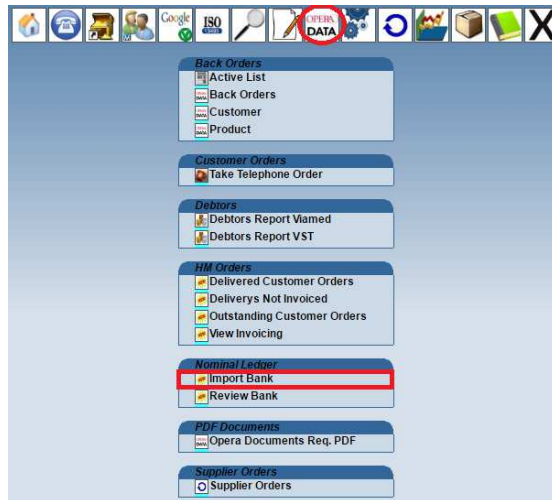 Google
ISO
OPERA
DATA
X
Back Orders
Active List
Back Orders
Customer
Product
Customer Orders
Take Telephone Order
Debtors
Debtors Report Viamed
Debtors Report VST
HM Orders
Delivered Customer Orders
Deliverys Not Invoiced
Outstanding Customer Orders
View Invoicing
Nominal Ledger
Import Bank
Review Bank
PDF Documents
Opera Documents Req. PDF
Supplier Orders
Supplier Orders